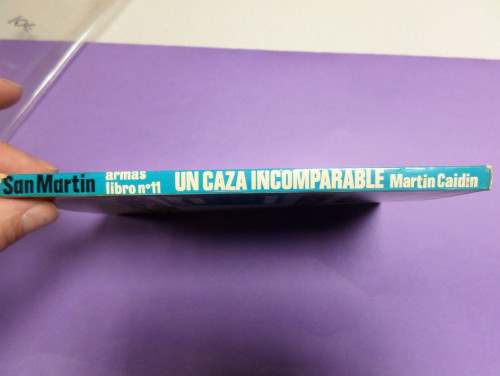 San Martin
armas
libro nº11
UN CAZA INCOMPARABLE
Martin Caidin